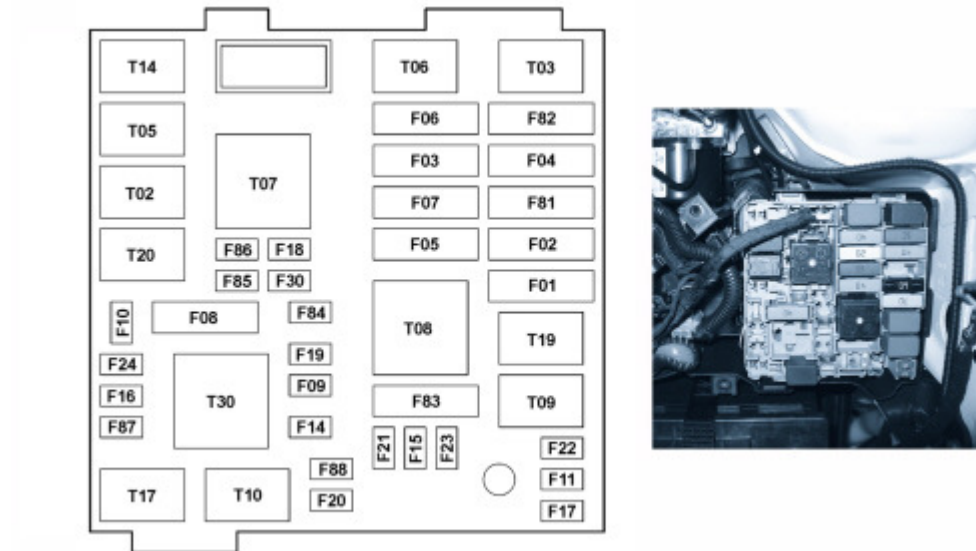 T14 T06 T03
F06 F82
T05
F03 F04
T02 T07 F07 F81
T20 F86 F18 F05 F02
F85 F30 F01
F10 F08 F84
T08 T19
F24 F19
F16 T30 F09 F83 T09
F87 F14
F21 F15 F23 F22
F88 F11
T17 T10 F20 F17